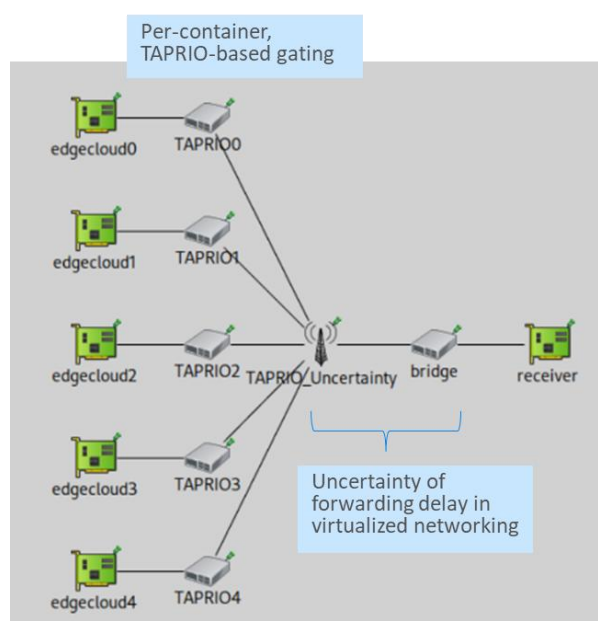 Per-container,
TAPRIO-based gating
edgecloud0
TAPRIO0
edgecloud1
TAPRIO1
edgecloud2
TAPRIO2
TAPRIO_Uncertainty
bridge
receiver
edgecloud3
TAPRIO3
Uncertainty of
forwarding delay in
virtualized networking
edgecloud4
TAPRIO4